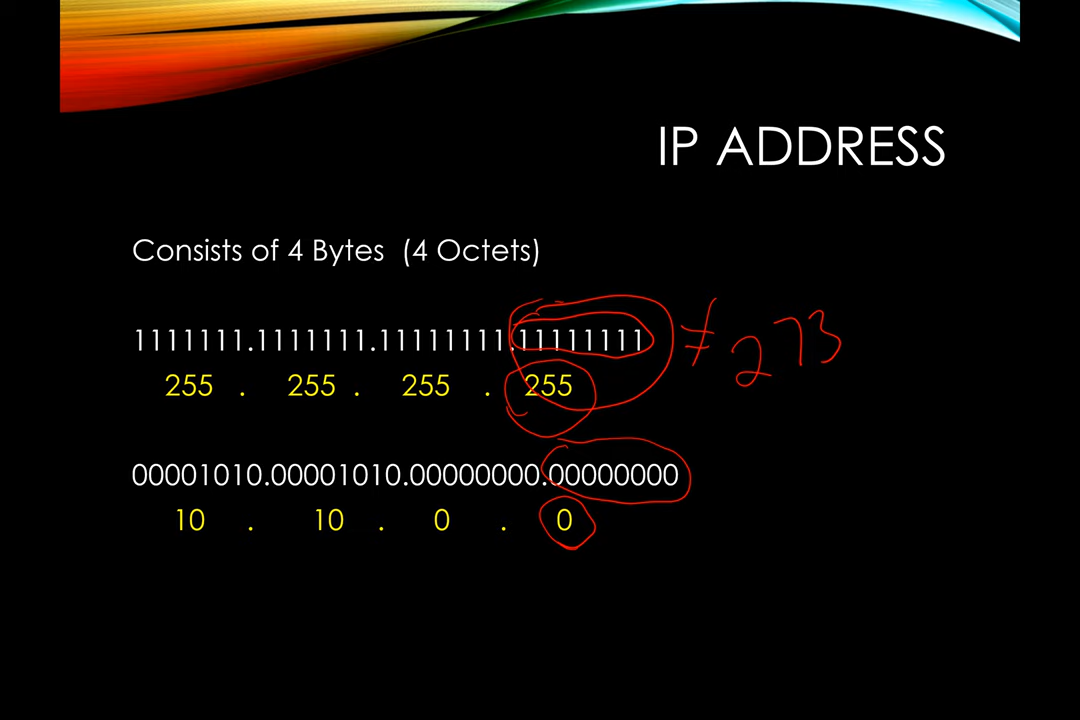 IP ADDRESS
Consists of 4 Bytes (4 Octets)
1111111.1111111.11111111.11111111 ≠ 273
255 . 255 . 255 . 255
00001010.00001010.00000000.00000000
10 . 10 . 0 . 0